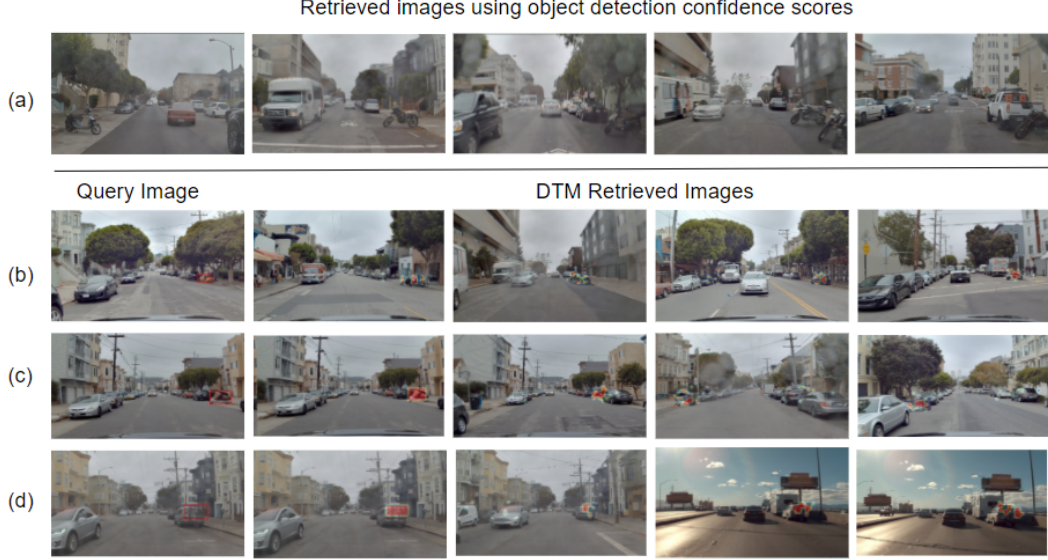 Retrieved images using object detection confidence scores
(a)
Query Image
DTM Retrieved Images
(b)
(c)
(d)